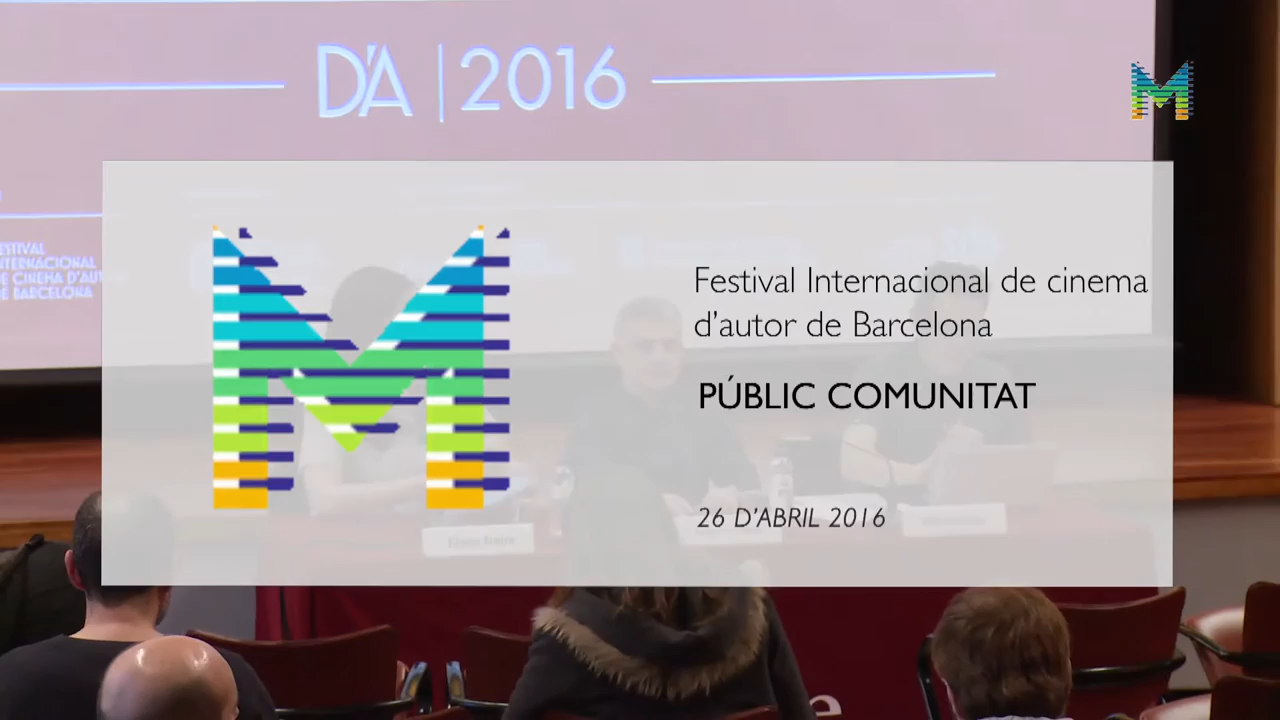 D'A | 2016
FESTIVAL
INTERNACIONAL
DE CINEMA D'AUT
DE BARCELONA
Festival Internacional de cinema
d'autor de Barcelona
PÚBLIC COMUNITAT
26 D'ABRIL 2016